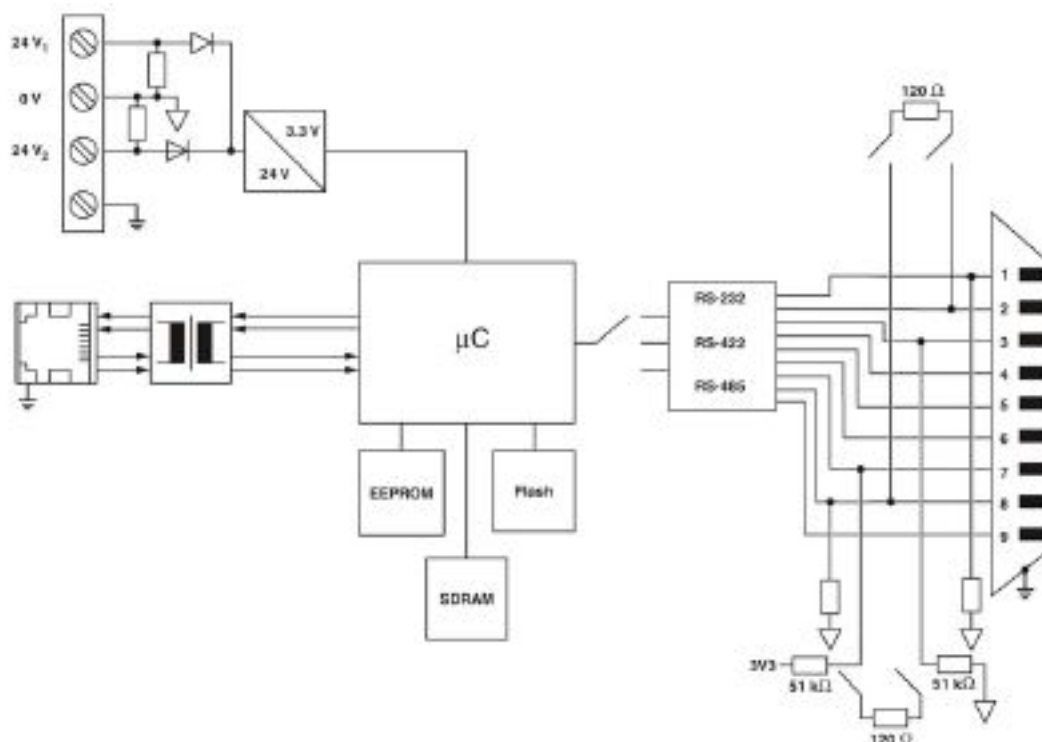 24 V₁
0 V
24 V₂
3.3 V
24 V
120 Ω
µC
RS-232
RS-422
RS-485
EEPROM
Flash
SDRAM
1
2
3
4
5
6
7
8
9
3V3
51 kΩ
51 kΩ
120 Ω